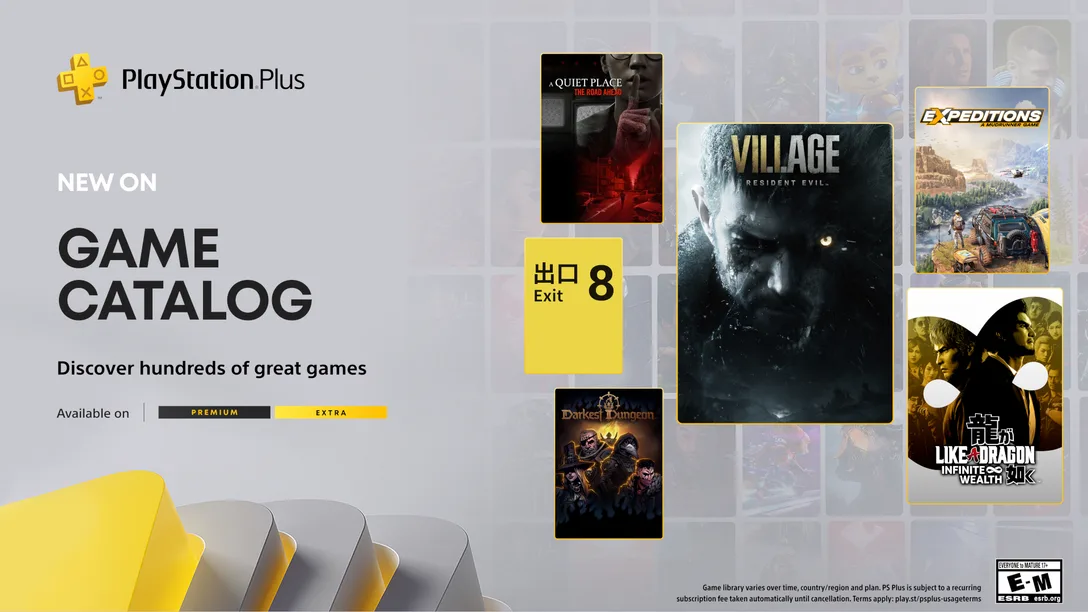 PlayStation Plus
NEW ON
GAME
CATALOG
Discover hundreds of great games
Available on
PREMIUM
EXTRA
A QUIET PLACE
THE ROAD AHEAD
出口
Exit
8
Darkest Dungeon
VILLAGE
RESIDENT EVIL
EXPEDITIONS
A MUDRUNNER GAME
龍が
LIKE A DRAGON
INFINITE
WEALTH
如く
Game library varies over time, country/region and plan. PS Plus is subject to a recurring
subscription fee taken automatically until cancellation. Terms apply: play.st/psplus-usageterms
EVERYONE to MATURE 17+
E-M
ESRB esrb.org